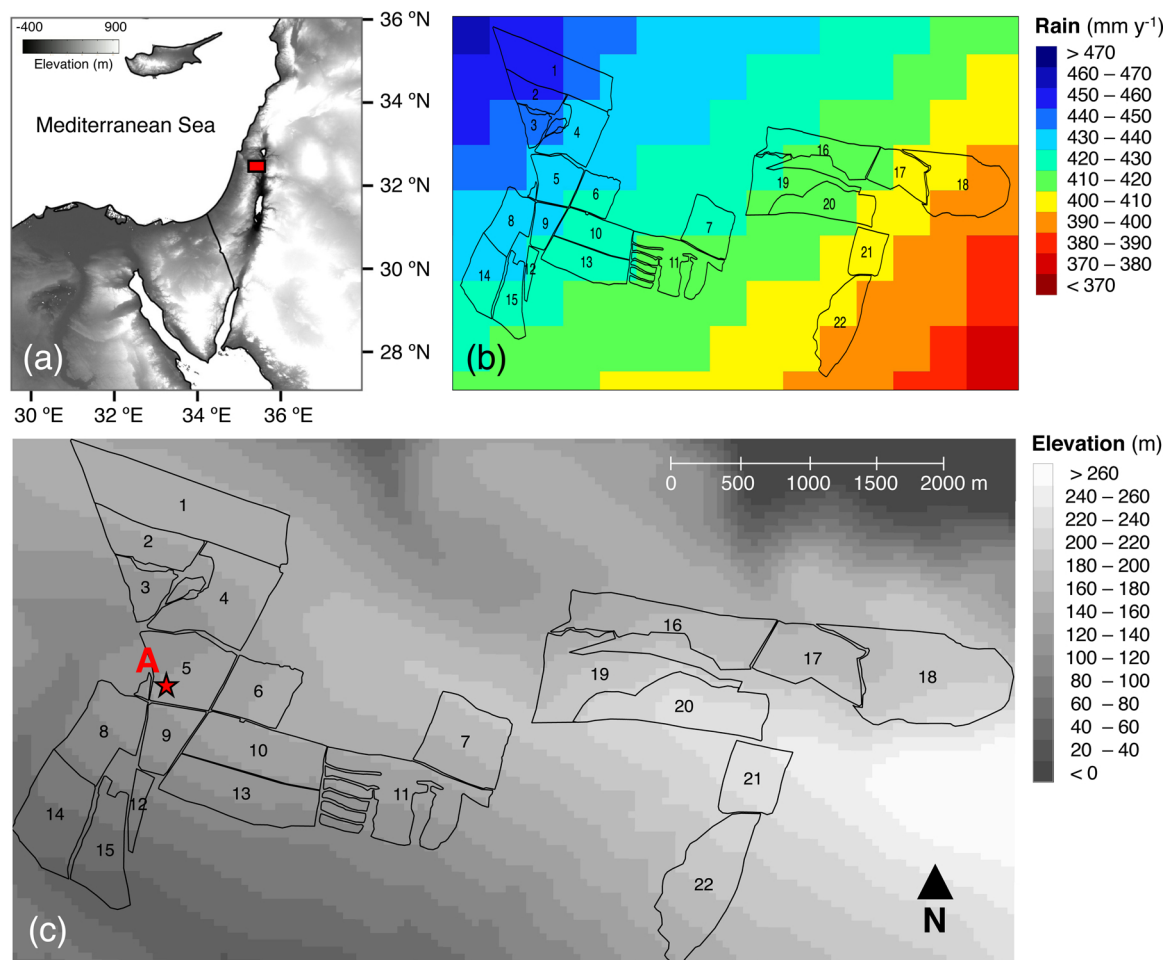 -400 900
Elevation (m)
Mediterranean Sea
(a)
36 ºN
34 ºN
32 ºN
30 ºN
28 ºN
30 ºE 32 ºE 34 ºE 36 ºE
1
2
3
4
5
6
7
8
9
10
11
12
13
14
15
16
17
18
19
20
21
22
(b)
Rain (mm y-1)
> 470
460 – 470
450 – 460
440 – 450
430 – 440
420 – 430
410 – 420
400 – 410
390 – 400
380 – 390
370 – 380
< 370
1
2
3
4
A
5
6
7
8
9
10
11
12
13
14
15
16
17
18
19
20
21
22
0 500 1000 1500 2000 m
N
(c)
Elevation (m)
> 260
240 – 260
220 – 240
200 – 220
180 – 200
160 – 180
140 – 160
120 – 140
100 – 120
80 – 100
60 – 80
40 – 60
20 – 40
< 0